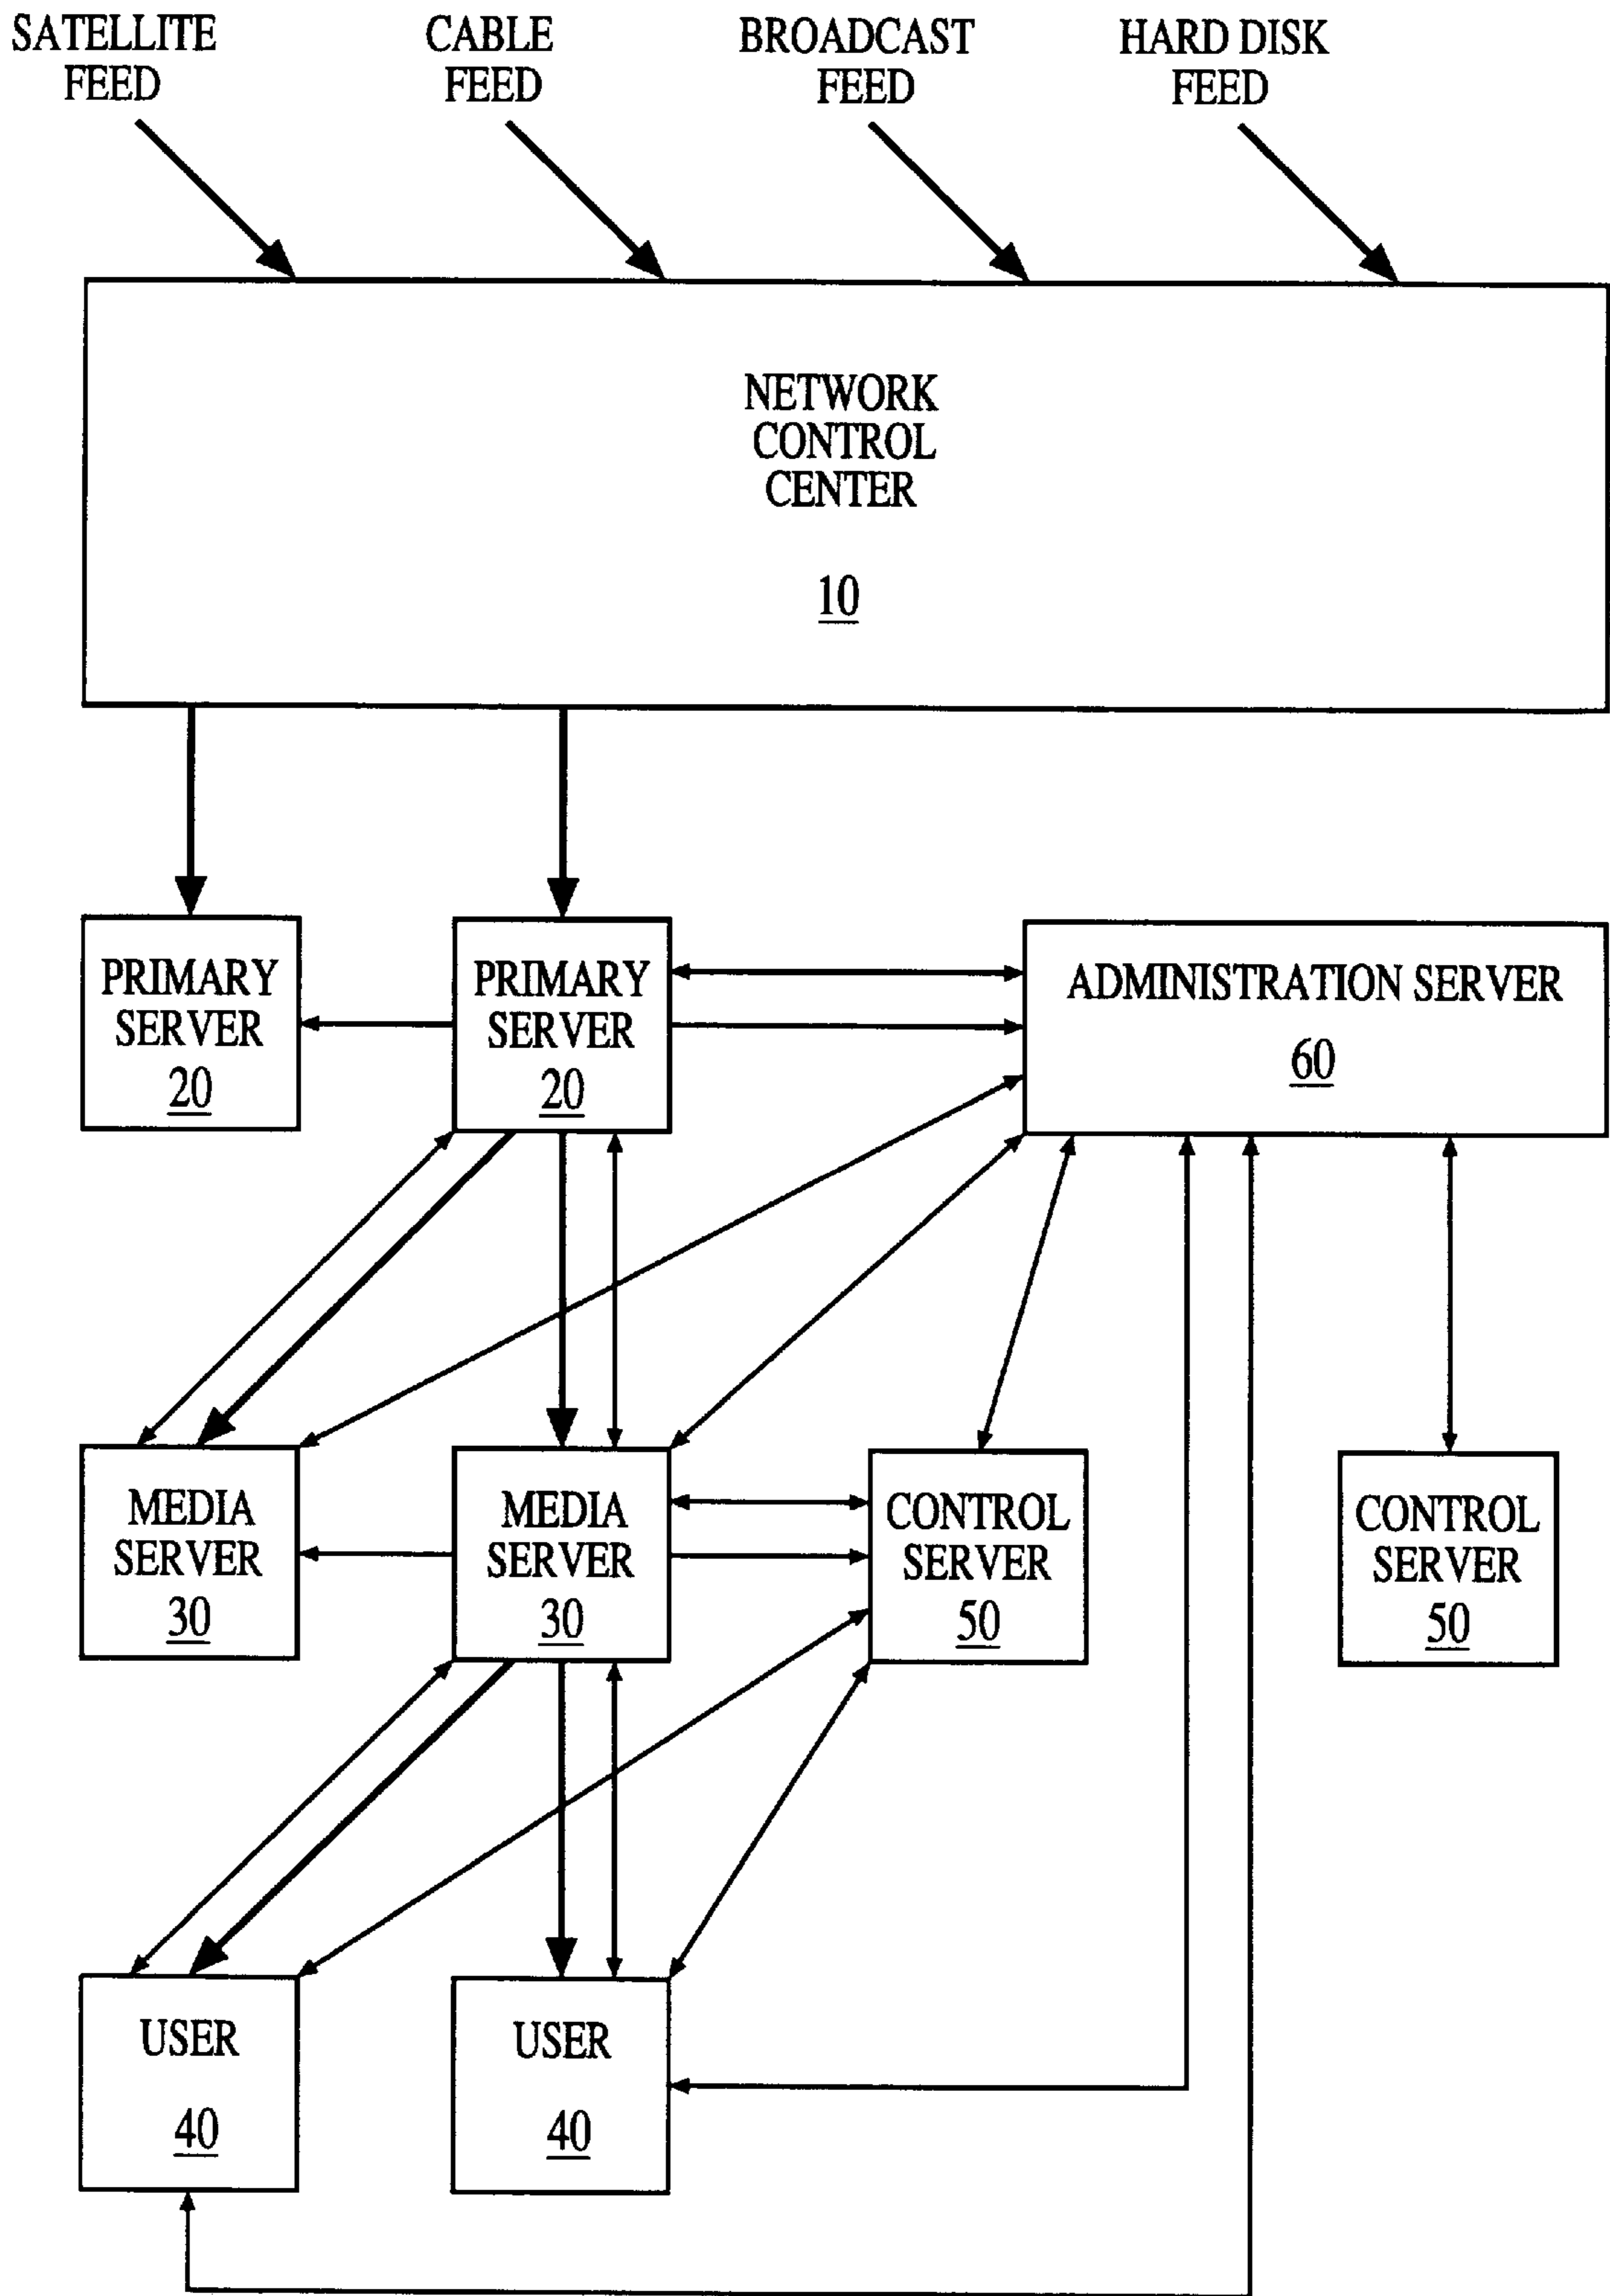 SATELLITE
FEED
CABLE
FEED
BROADCAST
FEED
HARD DISK
FEED
NETWORK
CONTROL
CENTER
10
PRIMARY
SERVER
20
PRIMARY
SERVER
20
ADMINISTRATION SERVER
60
MEDIA
SERVER
30
MEDIA
SERVER
30
CONTROL
SERVER
50
CONTROL
SERVER
50
USER
40
USER
40